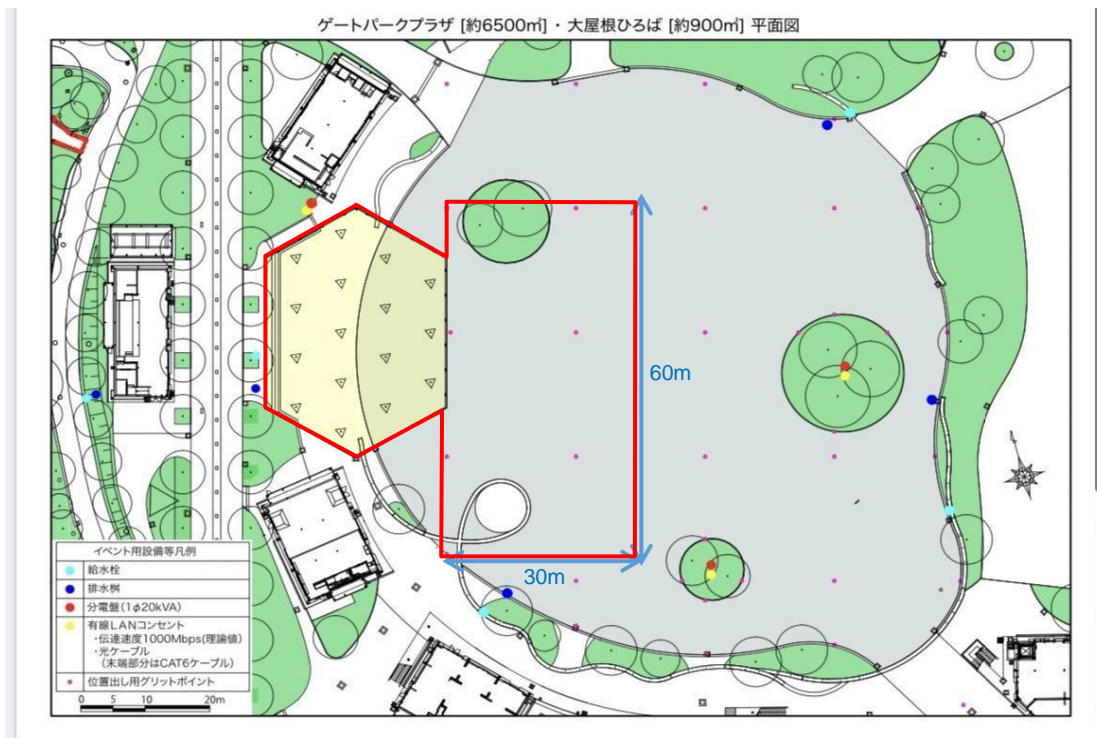 ゲートパークプラザ [約6500㎡]・大屋根ひろば [約900㎡] 平面図
60m
30m
イベント用設備等凡例
給水栓
排水桝
分電盤(1φ20kVA)
有線LANコンセント
・伝達速度1000Mbps(理論値)
・光ケーブル
（末端部分はCAT6ケーブル）
位置出し用グリットポイント
0 5 10 20m